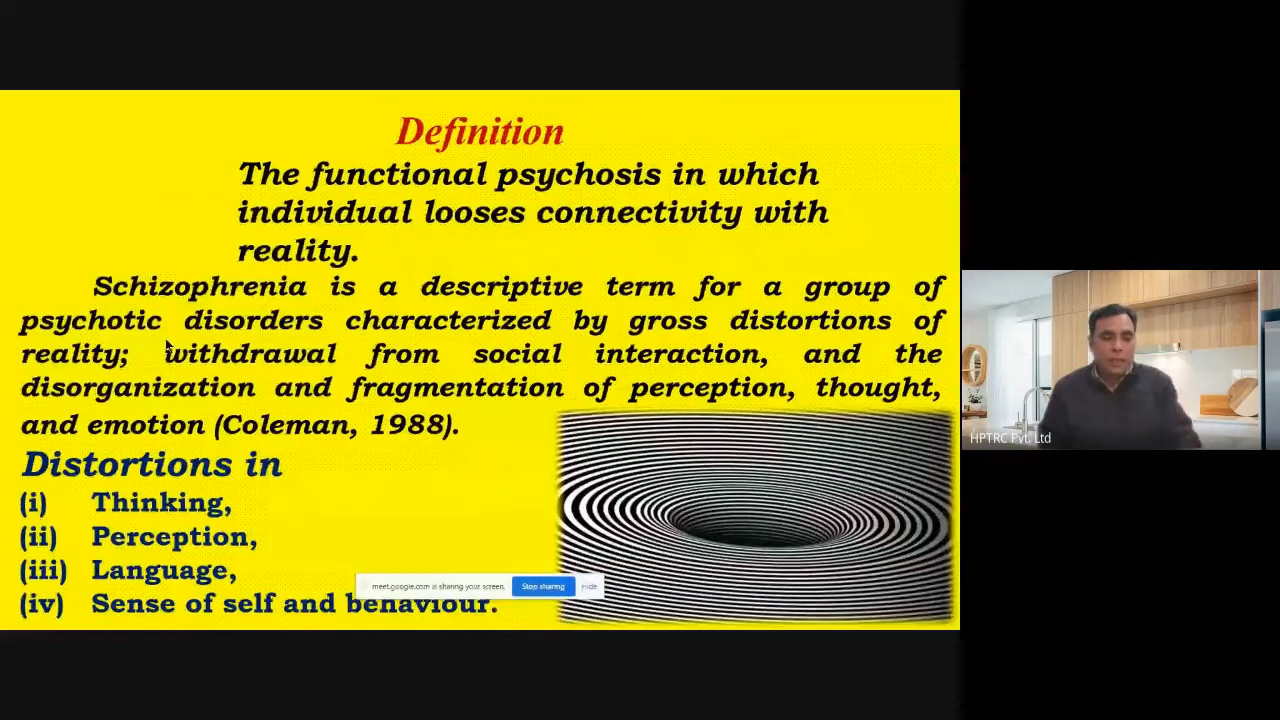 Definition
The functional psychosis in which
individual looses connectivity with
reality.
Schizophrenia is a descriptive term for a group of
psychotic disorders characterized by gross distortions of
reality; withdrawal from social interaction, and the
disorganization and fragmentation of perception, thought,
and emotion (Coleman, 1988).
Distortions in
(i) Thinking,
(ii) Perception,
(iii) Language,
(iv) Sense of self and behaviour.
meet.google.com is sharing your screen. Stop sharing Hide
HPTRC Pvt. Ltd